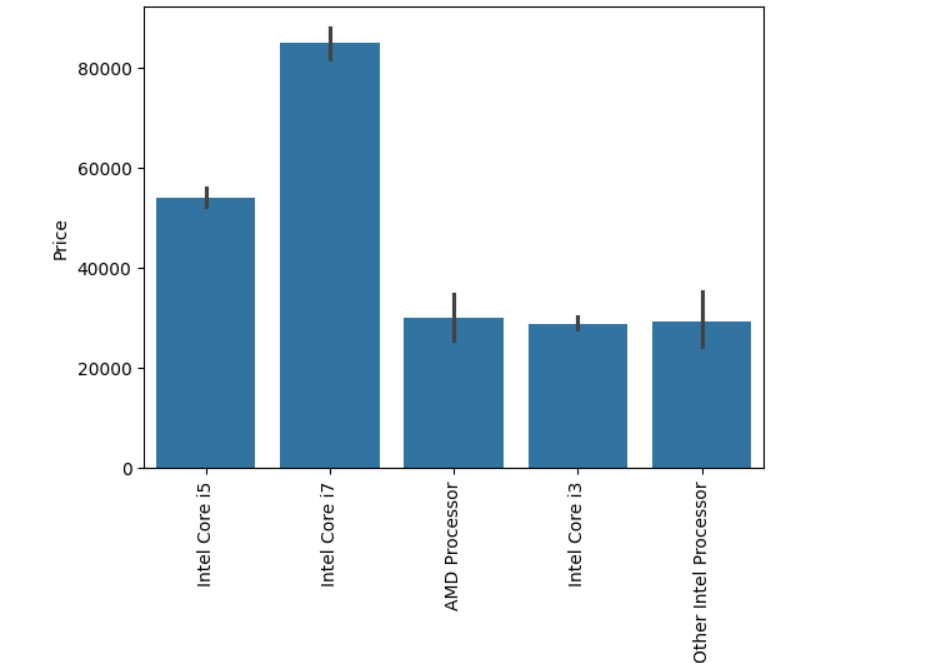 80000
60000
40000
20000
0
Price
Intel Core i5
Intel Core i7
AMD Processor
Intel Core i3
Other Intel Processor